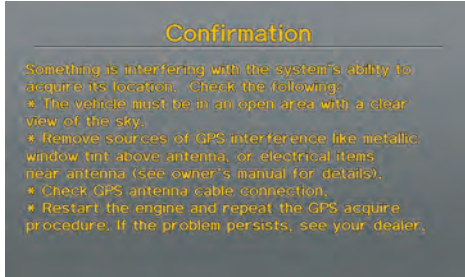 Confirmation
Something is interfering with the system's ability to
acquire its location. Check the following:
* The vehicle must be in an open area with a clear
view of the sky.
* Remove sources of GPS interference like metallic
window tint above antenna, or electrical items
near antenna (see owner's manual for details).
* Check GPS antenna cable connection.
* Restart the engine and repeat the GPS acquire
procedure. If the problem persists, see your dealer.